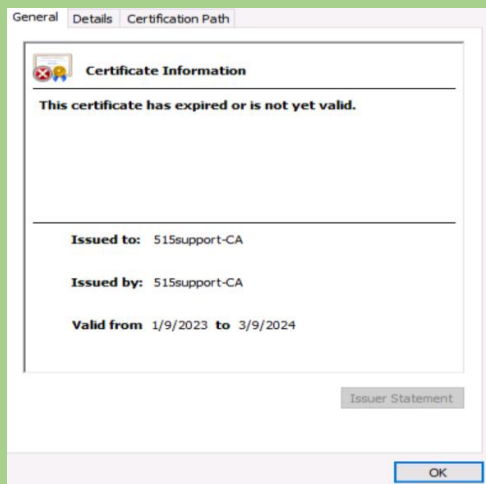 General Details Certification Path
Certificate Information
This certificate has expired or is not yet valid.
Issued to: 515support-CA
Issued by: 515support-CA
Valid from 1/9/2023 to 3/9/2024
Issuer Statement
OK